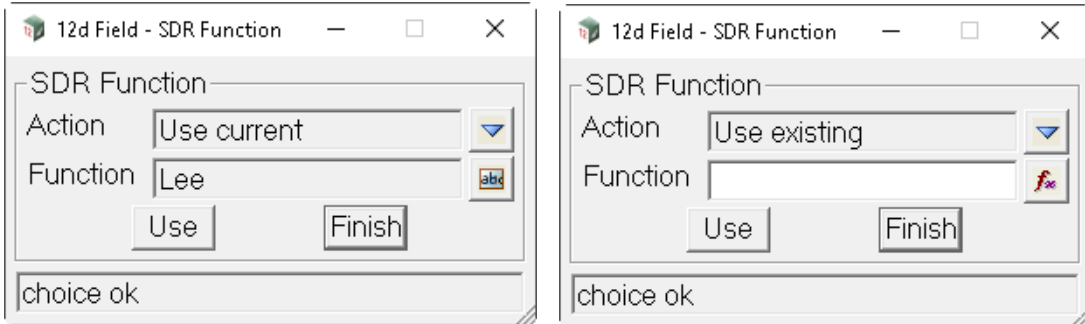 12d Field - SDR Function
SDR Function
Action Use current
Function Lee abc
Use Finish
choice ok
12d Field - SDR Function
SDR Function
Action Use existing
Function
Use Finish
choice ok